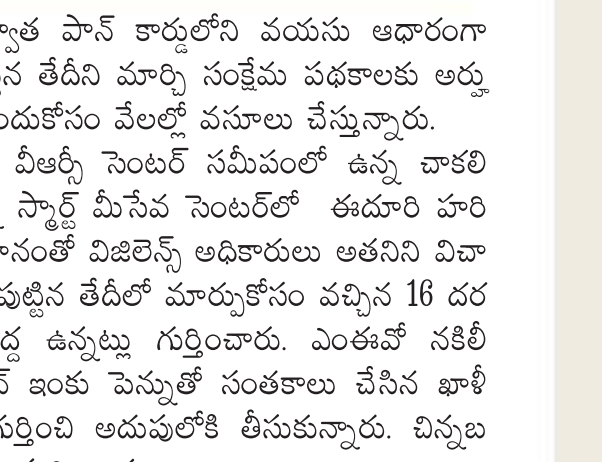 పాన్ కార్డులోని వయసు ఆధారంగా
తేదీని మార్చి సంక్షేమ పథకాలకు అర్హు
వేలల్లో వసూలు చేస్తున్నారు.
వీఆర్సీ సెంటర్ సమీపంలో ఉన్న చాకలి
స్మార్ట్ మీసేవ సెంటర్‌లో ఈదూరి హరి
విజిలెన్స్ అధికారులు అతనిని విచా
పుట్టిన తేదీలో మార్పుకోసం వచ్చిన 16 దర
ఉన్నట్లు గుర్తించారు. ఎంఈవో నకిలీ
ఇంకు పెన్నుతో సంతకాలు చేసిన ఖాళీ
గుర్తించి అదుపులోకి తీసుకున్నారు. చిన్నబ